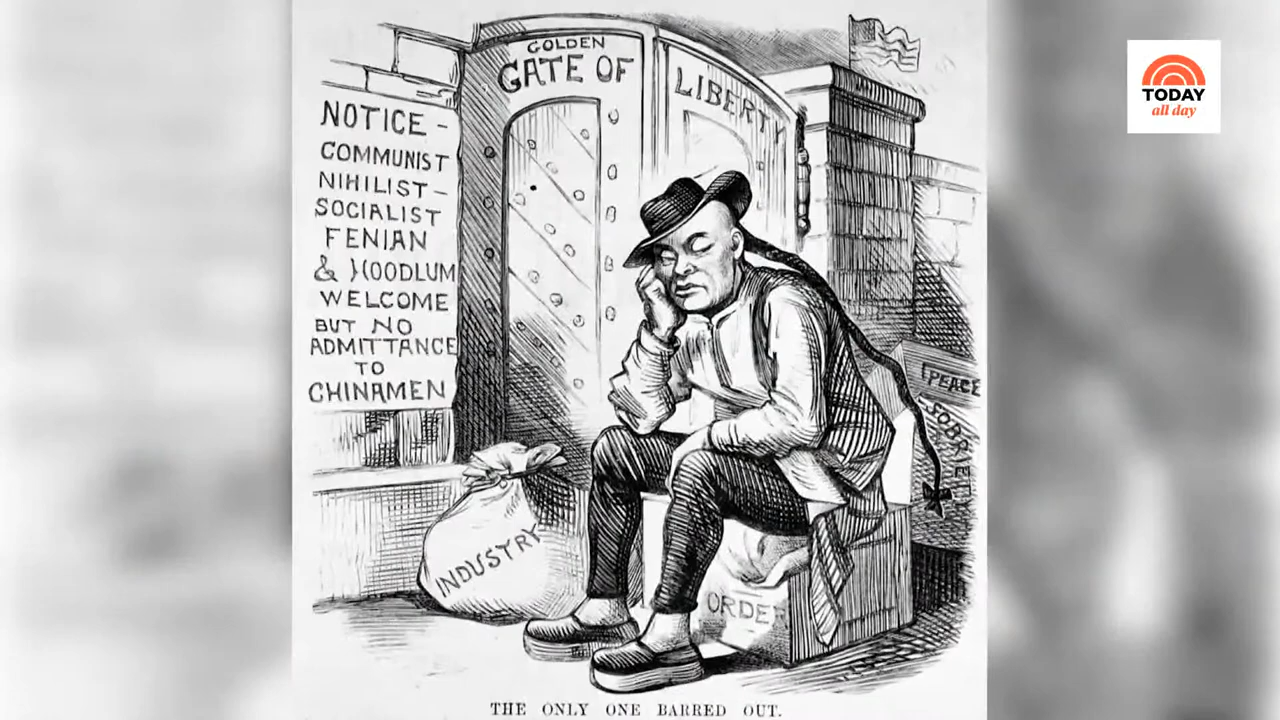 GOLDEN
GATE OF
LIBERTY
NOTICE -
COMMUNIST
NIHILIST -
SOCIALIST
FENIAN
& HOODLUM
WELCOME
BUT NO
ADMITTANCE
TO
CHINAMEN
PEACE
SOBRIETY
INDUSTRY
ORDER
THE ONLY ONE BARRED OUT.
TODAY
all day